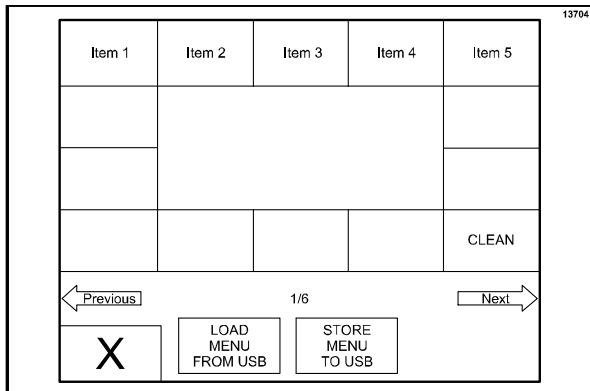 13704
Item 1 Item 2 Item 3 Item 4 Item 5
CLEAN
Previous 1/6 Next
X
LOAD
MENU
FROM USB
STORE
MENU
TO USB